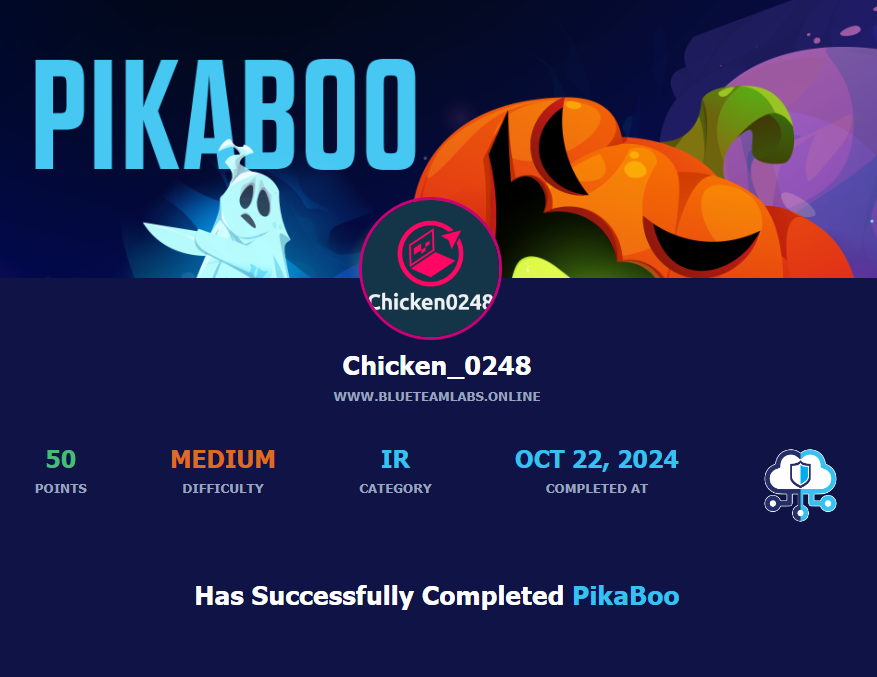 PIKABOO
Chicken0248
Chicken_0248
WWW.BLUETEAMLABS.ONLINE
50 MEDIUM IR OCT 22, 2024
POINTS DIFFICULTY CATEGORY COMPLETED AT
Has Successfully Completed PikaBoo